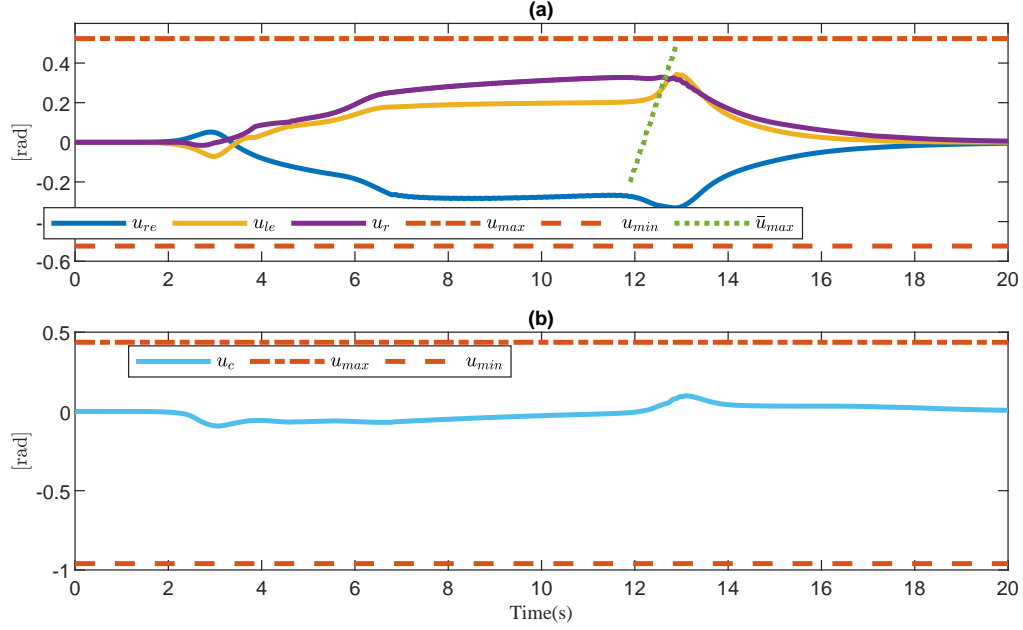 (a)
0.4
0.2
0
-0.2
-0.6
[rad]
u_re u_le u_r u_max u_min ū_max
0 2 4 6 8 10 12 14 16 18 20
(b)
0.5
0
-0.5
-1
[rad]
u_c u_max u_min
0 2 4 6 8 10 12 14 16 18 20
Time(s)